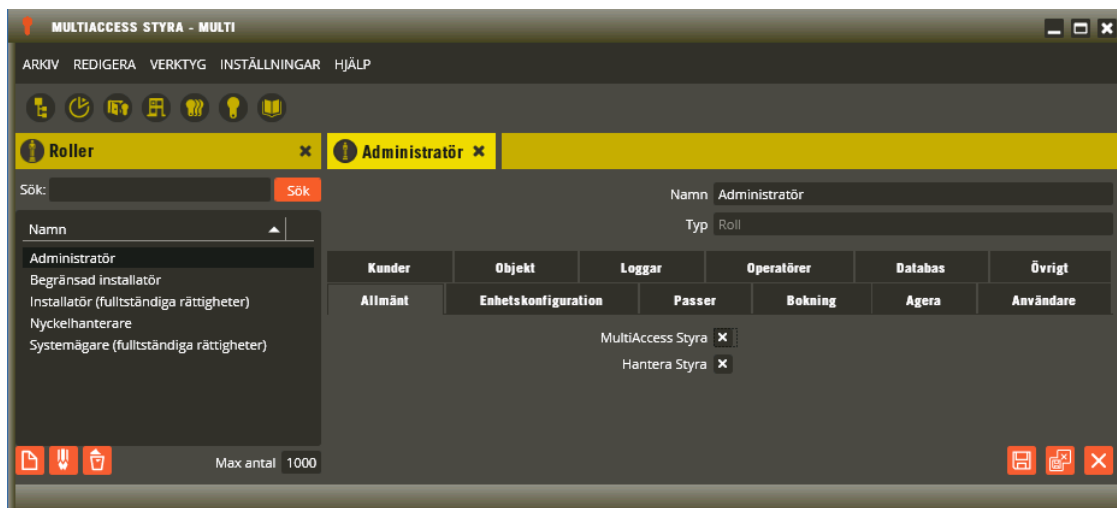 MULTIACCESS STYRA - MULTI
ARKIV REDIGERA VERKTYG INSTÄLLNINGAR HJÄLP
Roller
Administratör
Sök:
Sök
Namn Administratör
Typ Roll
Namn
Administratör
Begränsad installatör
Installatör (fulltständiga rättigheter)
Nyckelhanterare
Systemägare (fulltständiga rättigheter)
Kunder Objekt Loggar Operatörer Databas Övrigt
Allmänt Enhetskonfiguration Passer Bokning Agera Användare
MultiAccess Styra
Hantera Styra
Max antal 1000